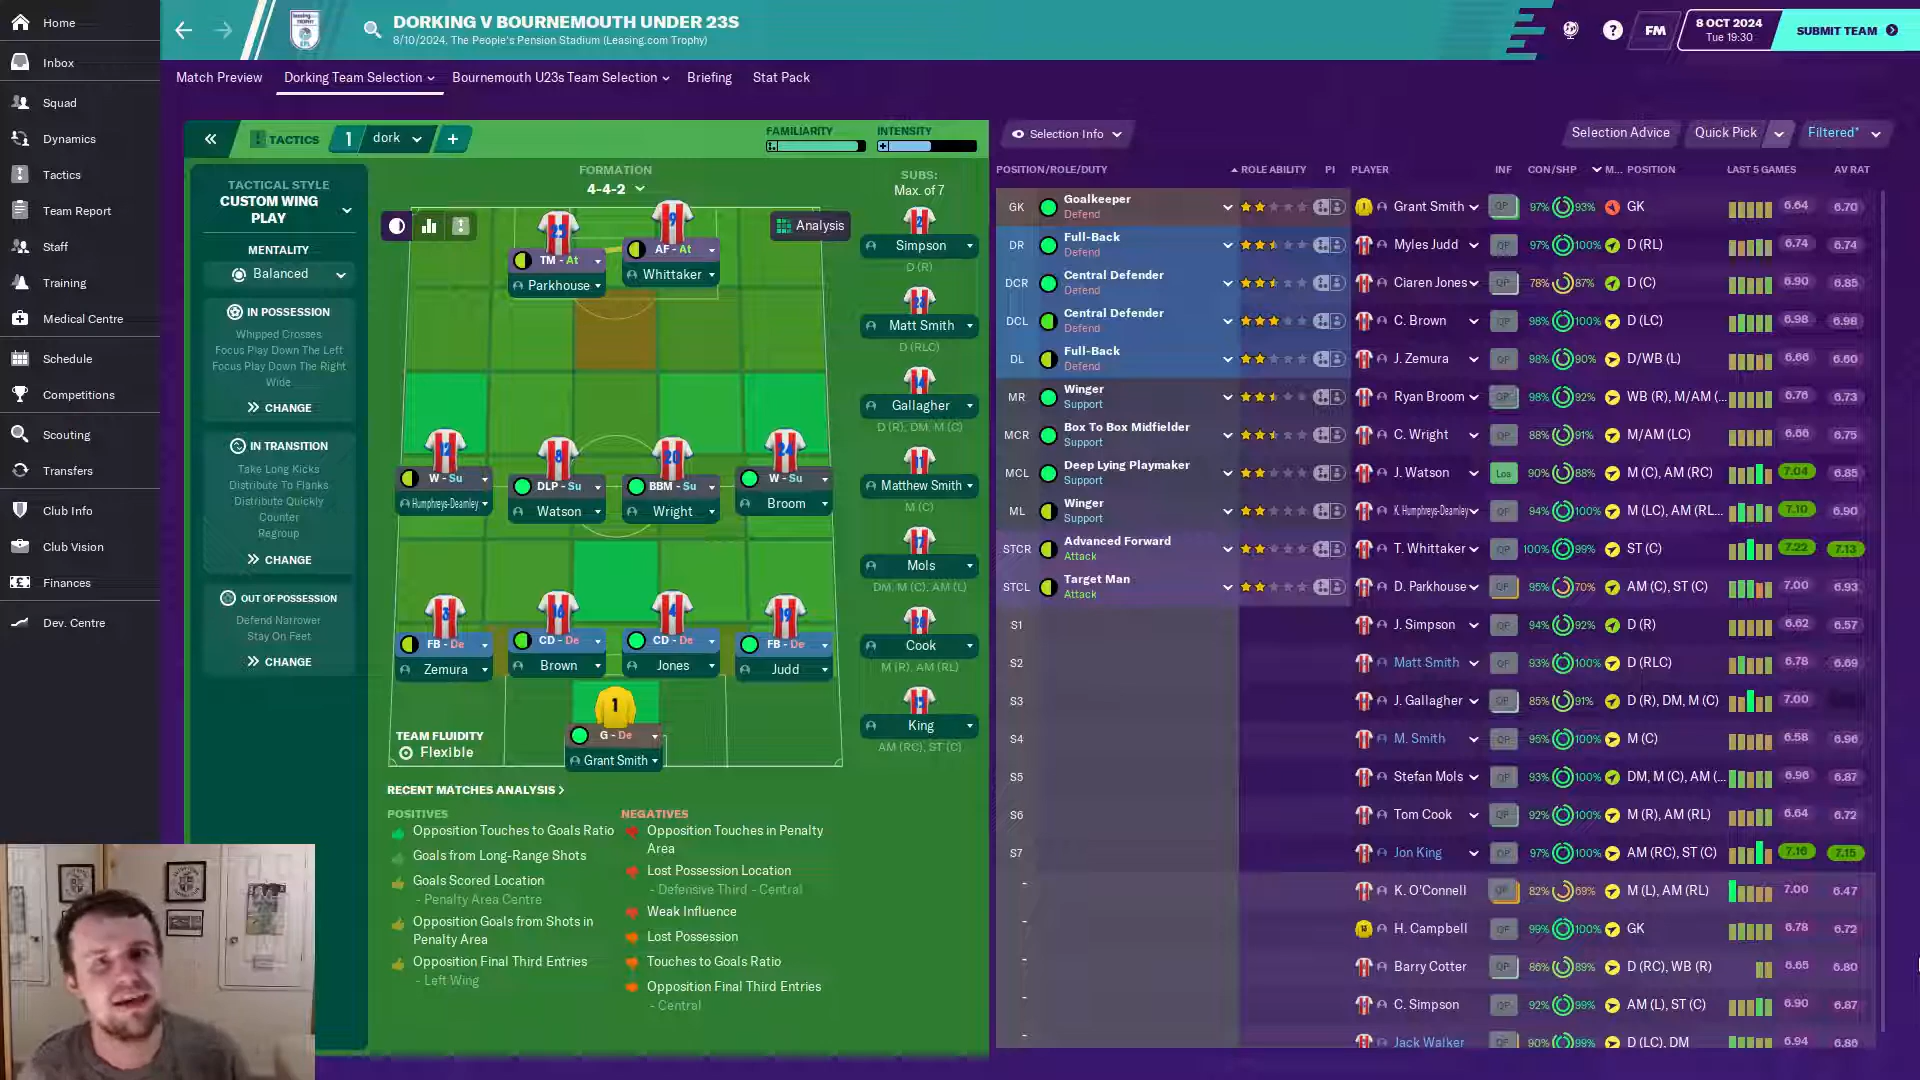 Home
Inbox
Squad
Dynamics
Tactics
Team Report
Staff
Training
Medical Centre
Schedule
Competitions
Scouting
Transfers
Club Info
Club Vision
Finances
Dev. Centre
DORKING V BOURNEMOUTH UNDER 23S
8/10/2024, The People's Pension Stadium (Leasing.com Trophy)
FM
8 OCT 2024
Tue 19:30
SUBMIT TEAM
Match Preview
Dorking Team Selection
Bournemouth U23s Team Selection
Briefing
Stat Pack
TACTICS
1
dork
+
FAMILIARITY
INTENSITY
TACTICAL STYLE
CUSTOM WING
PLAY
MENTALITY
Balanced
IN POSSESSION
Whipped Crosses
Focus Play Down The Left
Focus Play Down The Right
Wide
CHANGE
IN TRANSITION
Take Long Kicks
Distribute To Flanks
Distribute Quickly
Counter
Regroup
CHANGE
OUT OF POSSESSION
Defend Narrower
Stay On Feet
CHANGE
FORMATION
4-4-2
Analysis
TM - At
Parkhouse
9
AF - At
Whittaker
12
W - Su
Humphreys-Deamley
8
DLP - Su
Watson
20
BBM - Su
Wright
24
W - Su
Broom
3
FB - De
Zemura
16
CD - De
Brown
4
CD - De
Jones
19
FB - De
Judd
1
G - De
Grant Smith
TEAM FLUIDITY
Flexible
SUBS:
Max. of 7
Simpson
D (R)
Matt Smith
D (RLC)
Gallagher
D (R), DM, M (C)
Matthew Smith
M (C)
Mols
DM, M (C), AM (L)
Cook
M (R), AM (RL)
King
AM (RC), ST (C)
RECENT MATCHES ANALYSIS >
POSITIVES
Opposition Touches to Goals Ratio
Goals from Long-Range Shots
Goals Scored Location
- Penalty Area Centre
Opposition Goals from Shots in
Penalty Area
Opposition Final Third Entries
- Left Wing
NEGATIVES
Opposition Touches in Penalty
Area
Lost Possession Location
- Defensive Third - Central
Weak Influence
Lost Possession
Touches to Goals Ratio
Opposition Final Third Entries
- Central
Selection Info
Selection Advice
Quick Pick
Filtered*
POSITION/ROLE/DUTY ROLE ABILITY PI PLAYER INF CON/SHP M... POSITION LAST 5 GAMES AV RAT
GK Goalkeeper Defend Grant Smith 97% 93% GK 6.64 6.70
DR Full-Back Defend Myles Judd 97% 100% D (RL) 6.74 6.74
DCR Central Defender Defend Ciaren Jones 78% 87% D (C) 6.90 6.85
DCL Central Defender Defend C. Brown 98% 100% D (LC) 6.98 6.98
DL Full-Back Defend J. Zemura 98% 90% D/WB (L) 6.66 6.60
MR Winger Support Ryan Broom 98% 92% WB (R), M/AM (... 6.76 6.73
MCR Box To Box Midfielder Support C. Wright 88% 91% M/AM (LC) 6.66 6.75
MCL Deep Lying Playmaker Support J. Watson Loa 90% 88% M (C), AM (RC) 7.04 6.85
ML Winger Support K. Humphreys-Deamley 94% 100% M (LC), AM (RL... 7.10 6.90
STCR Advanced Forward Attack T. Whittaker 100% 99% ST (C) 7.22 7.13
STCL Target Man Attack D. Parkhouse 95% 70% AM (C), ST (C) 7.00 6.93
S1 J. Simpson 94% 92% D (R) 6.62 6.57
S2 Matt Smith 93% 100% D (RLC) 6.78 6.69
S3 J. Gallagher 85% 91% D (R), DM, M (C) 7.00
S4 M. Smith 95% 100% M (C) 6.58 6.96
S5 Stefan Mols 93% 100% DM, M (C), AM (... 6.96 6.87
S6 Tom Cook 92% 100% M (R), AM (RL) 6.64 6.72
S7 Jon King 97% 100% AM (RC), ST (C) 7.16 7.15
- K. O'Connell 82% 69% M (L), AM (RL) 7.00 6.47
- H. Campbell 99% 100% GK 6.78 6.72
- Barry Cotter 86% 89% D (RC), WB (R) 6.65 6.80
- C. Simpson 92% 99% AM (L), ST (C) 6.90 6.87
- Jack Walker 90% 99% D (LC), DM 6.94 6.86